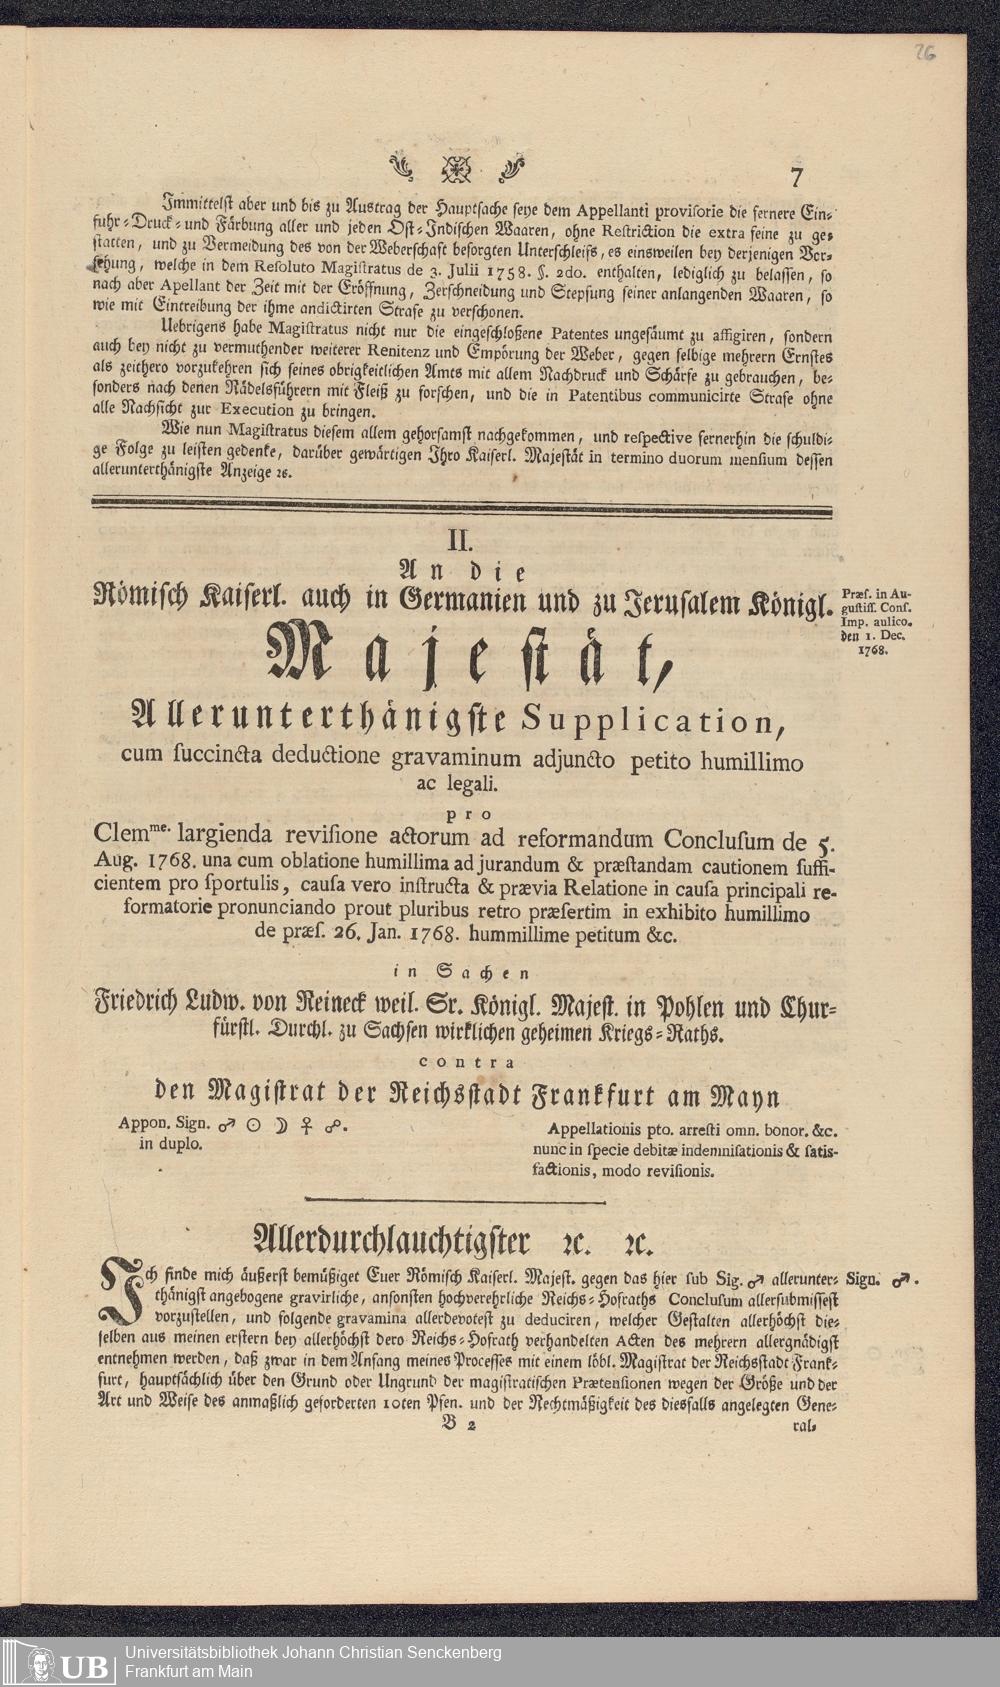 26
7
Immittelst aber und bis zu Austrag der Hauptsache seye dem Appellanti provisorie die fernere Ein-
fuhr-Druck- und Färbung aller und jeden Ost-Indischen Waaren, ohne Restriction die extra feine zu ge-
statten, und zu Vermeidung des von der Weberschaft besorgten Unterschleifs, es einsweilen bey derjenigen Vor-
sehung, welche in dem Resoluto Magistratus de 3. Julii 1758. §. 2do. enthalten, lediglich zu belassen, so
nach aber Apellant der Zeit mit der Eröffnung, Zerschneidung und Stepfung seiner anlangenden Waaren, so
wie mit Eintreibung der ihme andictirten Strafe zu verschonen.
Uebrigens habe Magistratus nicht nur die eingeschloßene Patentes ungesäumt zu affigiren, sondern
auch bey nicht zu vermuthender weiterer Renitenz und Empörung der Weber, gegen selbige mehrern Ernstes
als zeithero vorzukehren sich seines obrigkeitlichen Amts mit allem Nachdruck und Schärfe zu gebrauchen, be-
sonders nach denen Rädelsführern mit Fleiß zu forschen, und die in Patentibus communicirte Strafe ohne
alle Nachsicht zur Execution zu bringen.
Wie nun Magistratus diesem allem gehorsamst nachgekommen, und respective fernerhin die schuldi-
ge Folge zu leisten gedenke, darüber gewärtigen Ihro Kaiserl. Majestät in termino duorum mensium dessen
allerunterthänigste Anzeige ꝛc.
II.
An die
Römisch Kaiserl. auch in Germanien und zu Jerusalem Königl.
Majestät,
Præs. in Au-
gustiss. Cons.
Imp. aulico.
den 1. Dec.
1768.
Allerunterthänigste Supplication,
cum succincta deductione gravaminum adjuncto petito humillimo
ac legali.
pro
Clemme. largienda revisione actorum ad reformandum Conclusum de 5.
Aug. 1768. una cum oblatione humillima ad jurandum & præstandam cautionem suffi-
cientem pro sportulis, causa vero instructa & prævia Relatione in causa principali re-
formatorie pronunciando prout pluribus retro præsertim in exhibito humillimo
de præs. 26. Jan. 1768. hummillime petitum &c.
in Sachen
Friedrich Ludw. von Reineck weil. Sr. Königl. Majest. in Pohlen und Chur-
fürstl. Durchl. zu Sachsen wirklichen geheimen Kriegs-Raths.
contra
den Magistrat der Reichsstadt Frankfurt am Mayn
Appon. Sign. ♂ ☉ ☽ ♀ ☍.
in duplo.
Appellationis pto. arresti omn. bonor. &c.
nunc in specie debitæ indemnisationis & satis-
factionis, modo revisionis.
Allerdurchlauchtigster ꝛc. ꝛc.
Ich finde mich äußerst bemüßiget Euer Römisch Kaiserl. Majest. gegen das hier sub Sig. ♂ allerunter-
Sign. ♂.
thänigst angebogene gravirliche, ansonsten hochverehrliche Reichs-Hofraths Conclusum allersubmissest
vorzustellen, und folgende gravamina allerdevotest zu deduciren, welcher Gestalten allerhöchst die-
selben aus meinen erstern bey allerhöchst dero Reichs-Hofrath verhandelten Acten des mehrern allergnädigst
entnehmen werden, daß zwar in dem Anfang meines Processes mit einem löbl. Magistrat der Reichsstadt Frank-
furt, hauptsächlich über den Grund oder Ungrund der magistratischen Prætensionen wegen der Größe und der
Art und Weise des anmaßlich geforderten 10ten Pfen. und der Rechtmäßigkeit des diesfalls angelegten Gene-
B 2
ral-
UB
Universitätsbibliothek Johann Christian Senckenberg
Frankfurt am Main